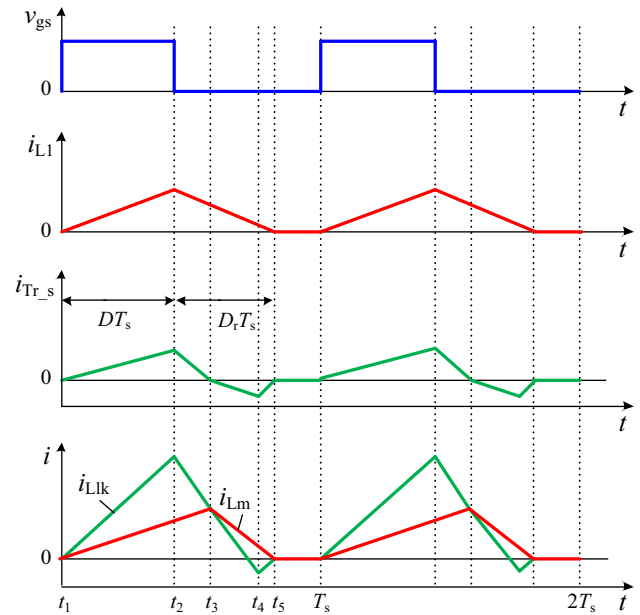 v_gs
0
t
i_L1
0
t
i_Tr_s
DT_s
D_rT_s
0
t
i
i_Llk
i_Lm
0
t_1 t_2 t_3 t_4 t_5 T_s 2T_s t